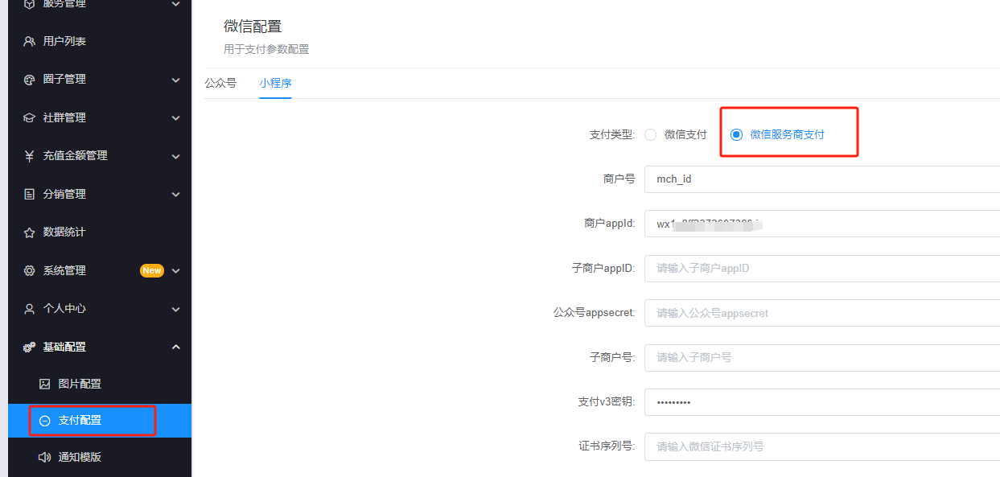 服务管理
用户列表
圈子管理
社群管理
充值金额管理
分销管理
数据统计
系统管理 New
个人中心
基础配置
图片配置
支付配置
通知模版
微信配置
用于支付参数配置
公众号 小程序
支付类型: 微信支付 微信服务商支付
商户号 mch_id
商户appId: wx1
子商户appID: 请输入子商户appID
公众号appsecret: 请输入公众号appsecret
子商户号: 请输入子商户号
支付v3密钥: •••••••••
证书序列号: 请输入微信证书序列号